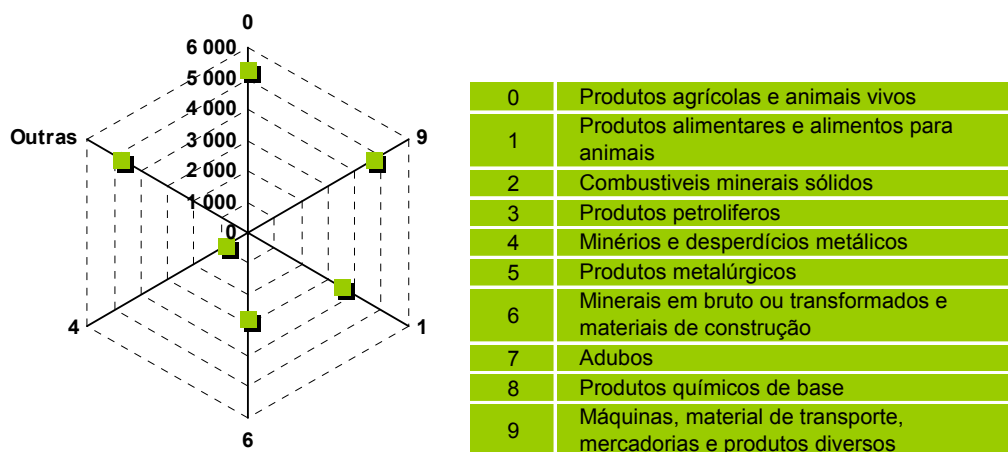 0
6 000
5 000
4 000
3 000
2 000
1 000
0
Outras
9
4
1
6
0 Produtos agrícolas e animais vivos
1 Produtos alimentares e alimentos para
animais
2 Combustiveis minerais sólidos
3 Produtos petroliferos
4 Minérios e desperdícios metálicos
5 Produtos metalúrgicos
6 Minerais em bruto ou transformados e
materiais de construção
7 Adubos
8 Produtos químicos de base
9 Máquinas, material de transporte,
mercadorias e produtos diversos